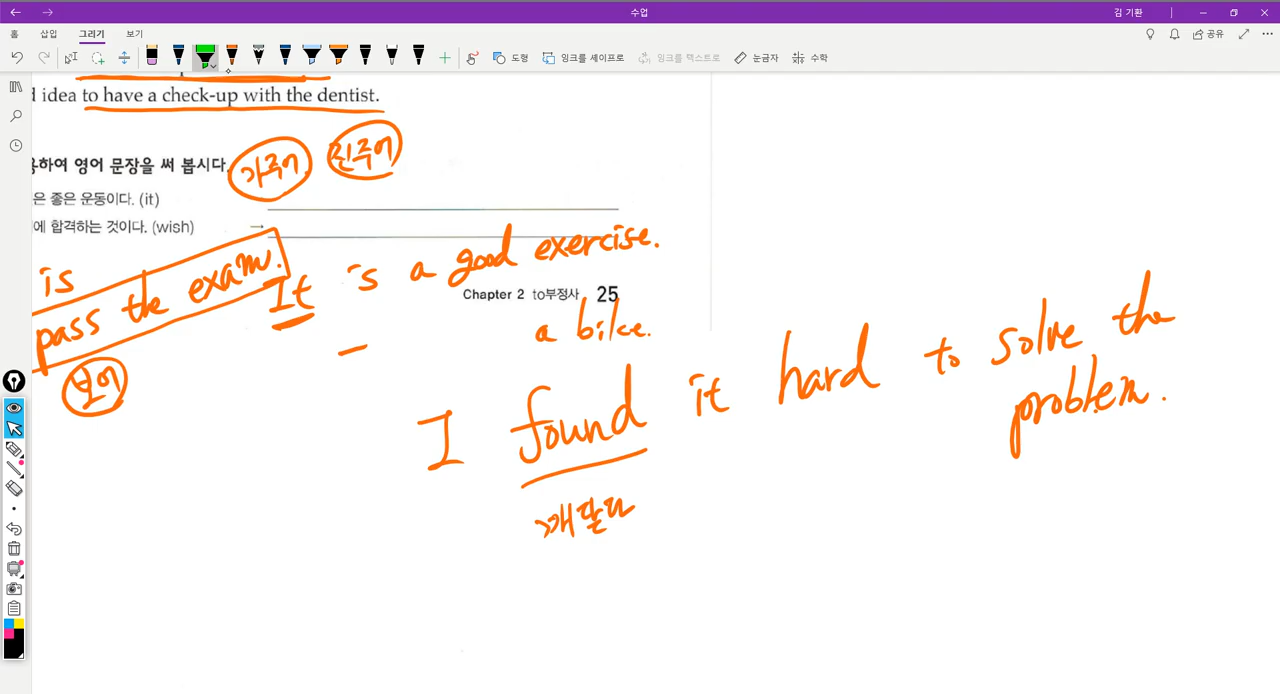 수업
김 기환
홈 삽입 그리기 보기
공유
도형 잉크를 셰이프로 잉크를 텍스트로 눈금자 수학
d idea to have a check-up with the dentist.
용하여 영어 문장을 써 봅시다.
가주어 진주어
은 좋은 운동이다. (it)
에 합격하는 것이다. (wish) →
is
pass the exam.
보어
It is a good exercise.
Chapter 2 to부정사 25
a bike.
I found it hard to solve the
problem.
깨닫다